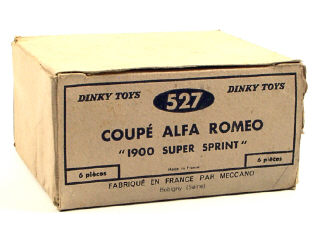 DINKY TOYS 527 DINKY TOYS
COUPÉ ALFA ROMEO
"1900 SUPER SPRINT"
Made in France
6 pièces 6 pièces
FABRIQUÉ EN FRANCE PAR MECCANO
Bobigny (Seine)